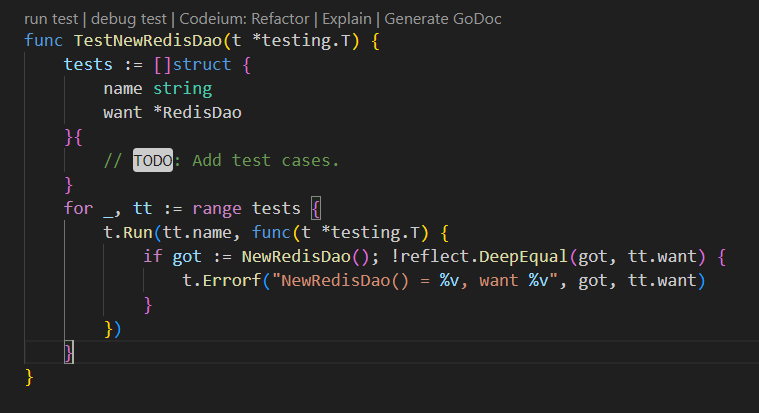 run test | debug test | Codeium: Refactor | Explain | Generate GoDoc
func TestNewRedisDao(t *testing.T) {
    tests := []struct {
        name string
        want *RedisDao
    }{
        // TODO: Add test cases.
    }
    for _, tt := range tests {
        t.Run(tt.name, func(t *testing.T) {
            if got := NewRedisDao(); !reflect.DeepEqual(got, tt.want) {
                t.Errorf("NewRedisDao() = %v, want %v", got, tt.want)
            }
        })
    }
}